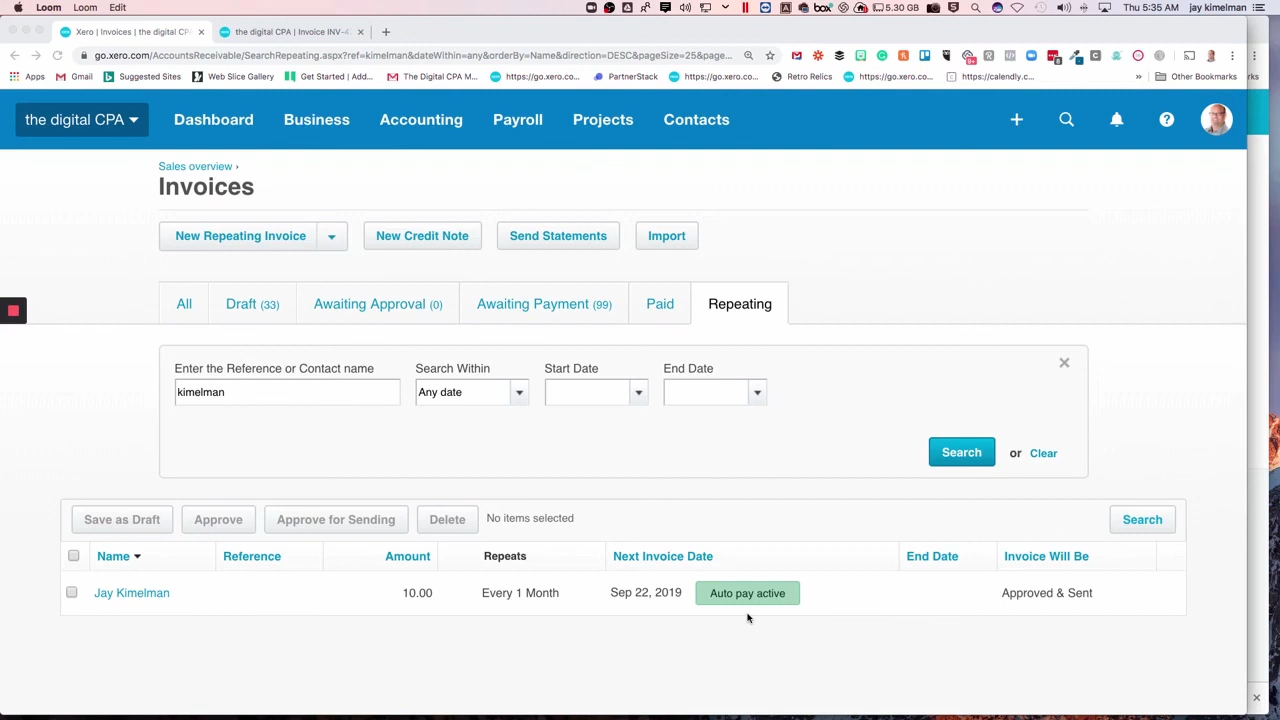 Loom Loom Edit
5.30 GB
Thu 5:35 AM jay kimelman
Xero | Invoices | the digital CPA
the digital CPA | Invoice INV-4
go.xero.com/AccountsReceivable/SearchRepeating.aspx?ref=kimelman&dateWithin=any&orderBy=Name&direction=DESC&pageSize=25&page...
Apps Gmail Suggested Sites Web Slice Gallery Get Started | Add... The Digital CPA M... https://go.xero.co... PartnerStack https://go.xero.co... Retro Relics https://go.xero.co... https://calendly.c... » Other Bookmarks
the digital CPA Dashboard Business Accounting Payroll Projects Contacts
Sales overview ›
Invoices
New Repeating Invoice New Credit Note Send Statements Import
All Draft (33) Awaiting Approval (0) Awaiting Payment (99) Paid Repeating
Enter the Reference or Contact name Search Within Start Date End Date
kimelman Any date
Search or Clear
Save as Draft Approve Approve for Sending Delete No items selected Search
Name Reference Amount Repeats Next Invoice Date End Date Invoice Will Be
Jay Kimelman 10.00 Every 1 Month Sep 22, 2019 Auto pay active Approved & Sent